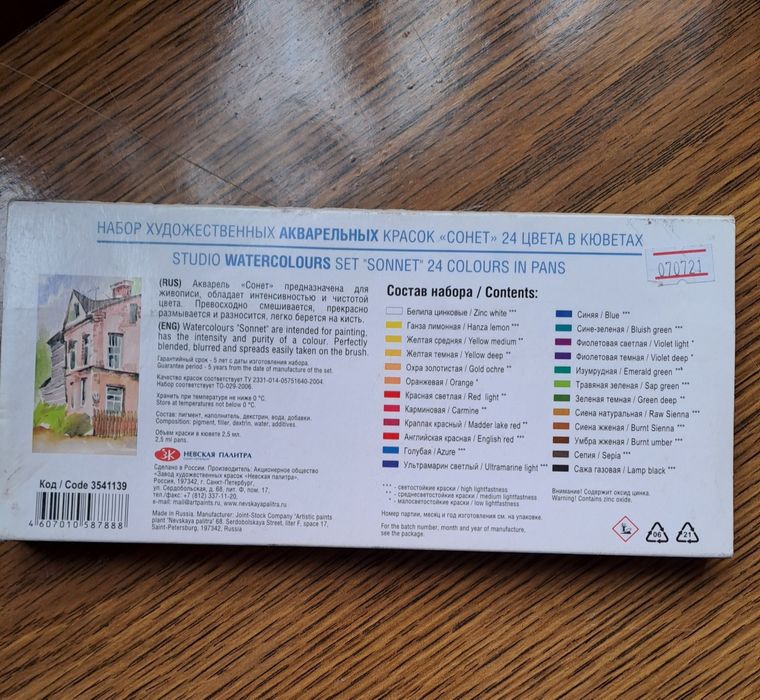 НАБОР ХУДОЖЕСТВЕННЫХ АКВАРЕЛЬНЫХ КРАСОК «СОНЕТ» 24 ЦВЕТА В КЮВЕТАХ
STUDIO WATERCOLOURS SET "SONNET" 24 COLOURS IN PANS
070721
(RUS) Акварель «Сонет» предназначена для
живописи, обладает интенсивностью и чистотой
цвета. Превосходно смешивается, прекрасно
размывается и разносится, легко берется на кисть.
(ENG) Watercolours "Sonnet" are intended for painting,
has the intensity and purity of a colour. Perfectly
blended, blurred and spreads easily taken on the brush.
Гарантийный срок - 5 лет с даты изготовления набора.
Guarantee period - 5 years from the date of manufacture of the set.
Качество красок соответствует ТУ 2331-014-05751640-2004.
Набор соответствует ТО-029-2006.
Хранить при температуре не ниже 0 °C.
Store at temperatures not below 0 °C.
Состав: пигмент, наполнитель, декстрин, вода, добавки.
Composition: pigment, filler, dextrin, water, additives.
Объем краски в кювете 2,5 мл.
2,5 ml pans.
ЗК НЕВСКАЯ ПАЛИТРА
Сделано в России. Производитель: Акционерное общество
«Завод художественных красок «Невская палитра».
Россия, 197342, г. Санкт-Петербург,
ул. Сердобольская, д. 68, лит. Ф, пом. 17,
тел./факс: +7 (812) 337-11-20.
e-mail: mail@artpaints.ru, www.nevskayapalitra.ru
Made in Russia. Manufacturer: Joint-Stock Company "Artistic paints
plant "Nevskaya palitra" 68. Serdobolskaya street, liter F, space 17,
Saint-Petersburg, 197342, Russia
Код / Code 3541139
4 607010 587888
Состав набора / Contents:
Белила цинковые / Zinc white ***
Ганза лимонная / Hanza lemon ***
Желтая средняя / Yellow medium **
Желтая темная / Yellow deep **
Охра золотистая / Gold ochre **
Оранжевая / Orange *
Красная светлая / Red light **
Карминовая / Carmine **
Краплак красный / Madder lake red **
Английская красная / English red ***
Голубая / Azure ***
Ультрамарин светлый / Ultramarine light ***
Синяя / Blue ***
Сине-зеленая / Bluish green ***
Фиолетовая светлая / Violet light *
Фиолетовая темная / Violet deep *
Изумрудная / Emerald green ***
Травяная зеленая / Sap green ***
Зеленая темная / Green deep **
Сиена натуральная / Raw Sienna ***
Сиена жженая / Burnt Sienna ***
Умбра жженая / Burnt umber ***
Сепия / Sepia ***
Сажа газовая / Lamp black ***
*** - светостойкие краски / high lightfastness
** - среднесветостойкие краски / medium lightfastness
* - малосветостойкие краски / low lightfastness
Номер партии, месяц и год изготовления см. на упаковке.
For the batch number, month and year of manufacture,
see the package.
Внимание! Содержит оксид цинка.
Warning! Contains zinc oxide.
06
21